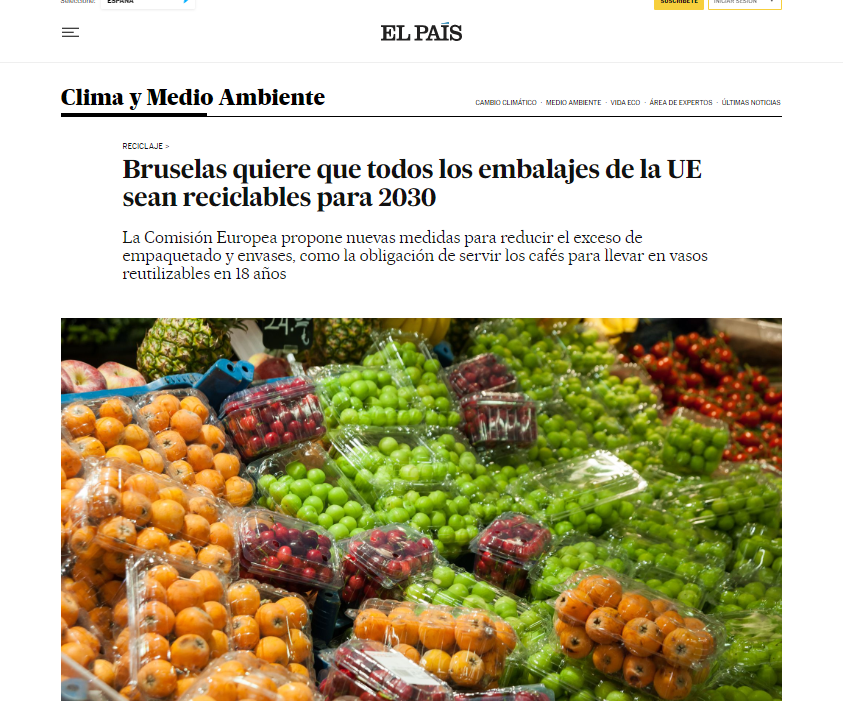 Seleccione:
ESPAÑA
SUSCRÍBETE
INICIAR SESIÓN
EL PAÍS
Clima y Medio Ambiente
CAMBIO CLIMÁTICO · MEDIO AMBIENTE · VIDA ECO · ÁREA DE EXPERTOS · ÚLTIMAS NOTICIAS
RECICLAJE >
Bruselas quiere que todos los embalajes de la UE
sean reciclables para 2030
La Comisión Europea propone nuevas medidas para reducir el exceso de
empaquetado y envases, como la obligación de servir los cafés para llevar en vasos
reutilizables en 18 años